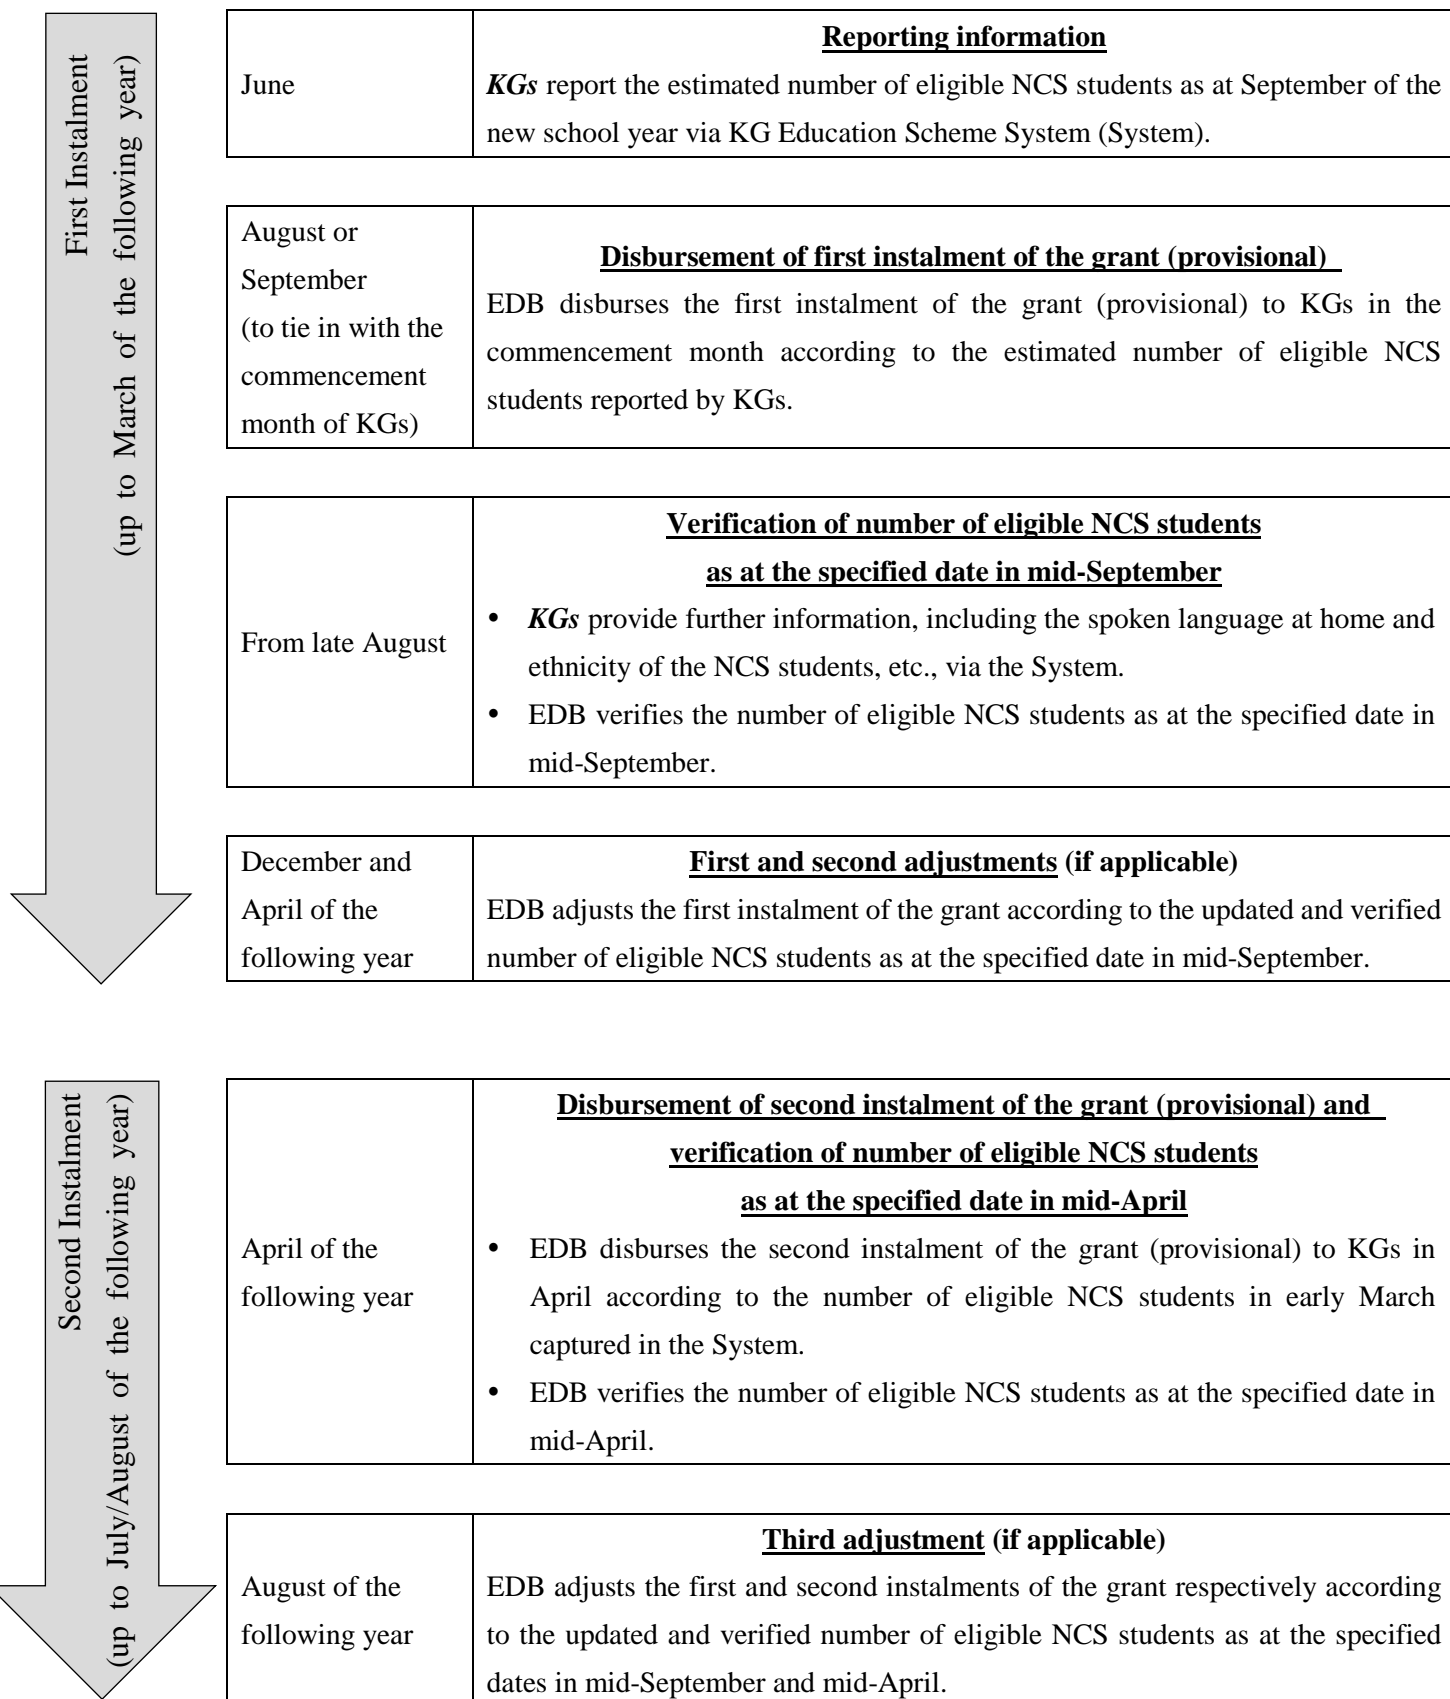 First Instalment
(up to March of the following year)
June
Reporting information
KGs report the estimated number of eligible NCS students as at September of the
new school year via KG Education Scheme System (System).
August or
September
(to tie in with the
commencement
month of KGs)
Disbursement of first instalment of the grant (provisional)
EDB disburses the first instalment of the grant (provisional) to KGs in the
commencement month according to the estimated number of eligible NCS
students reported by KGs.
From late August
Verification of number of eligible NCS students
as at the specified date in mid-September
• KGs provide further information, including the spoken language at home and
ethnicity of the NCS students, etc., via the System.
• EDB verifies the number of eligible NCS students as at the specified date in
mid-September.
December and
April of the
following year
First and second adjustments (if applicable)
EDB adjusts the first instalment of the grant according to the updated and verified
number of eligible NCS students as at the specified date in mid-September.
Second Instalment
(up to July/August of the following year)
April of the
following year
Disbursement of second instalment of the grant (provisional) and
verification of number of eligible NCS students
as at the specified date in mid-April
• EDB disburses the second instalment of the grant (provisional) to KGs in
April according to the number of eligible NCS students in early March
captured in the System.
• EDB verifies the number of eligible NCS students as at the specified date in
mid-April.
August of the
following year
Third adjustment (if applicable)
EDB adjusts the first and second instalments of the grant respectively according
to the updated and verified number of eligible NCS students as at the specified
dates in mid-September and mid-April.